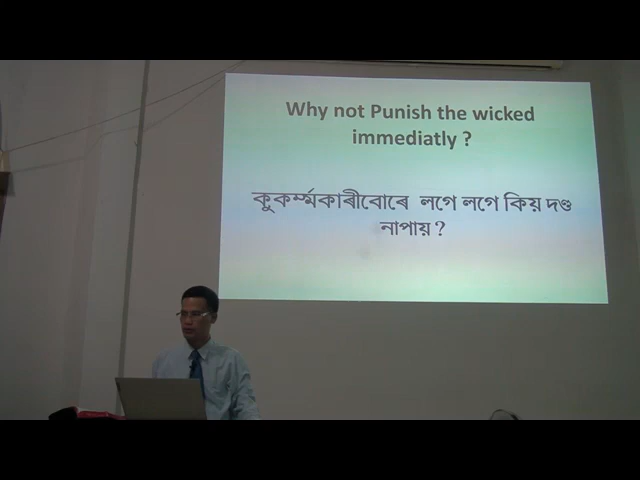 Why not Punish the wicked
immediatly ?
কুকৰ্ম্মকাৰীবোৰে লগে লগে কিয় দণ্ড
নাপায় ?